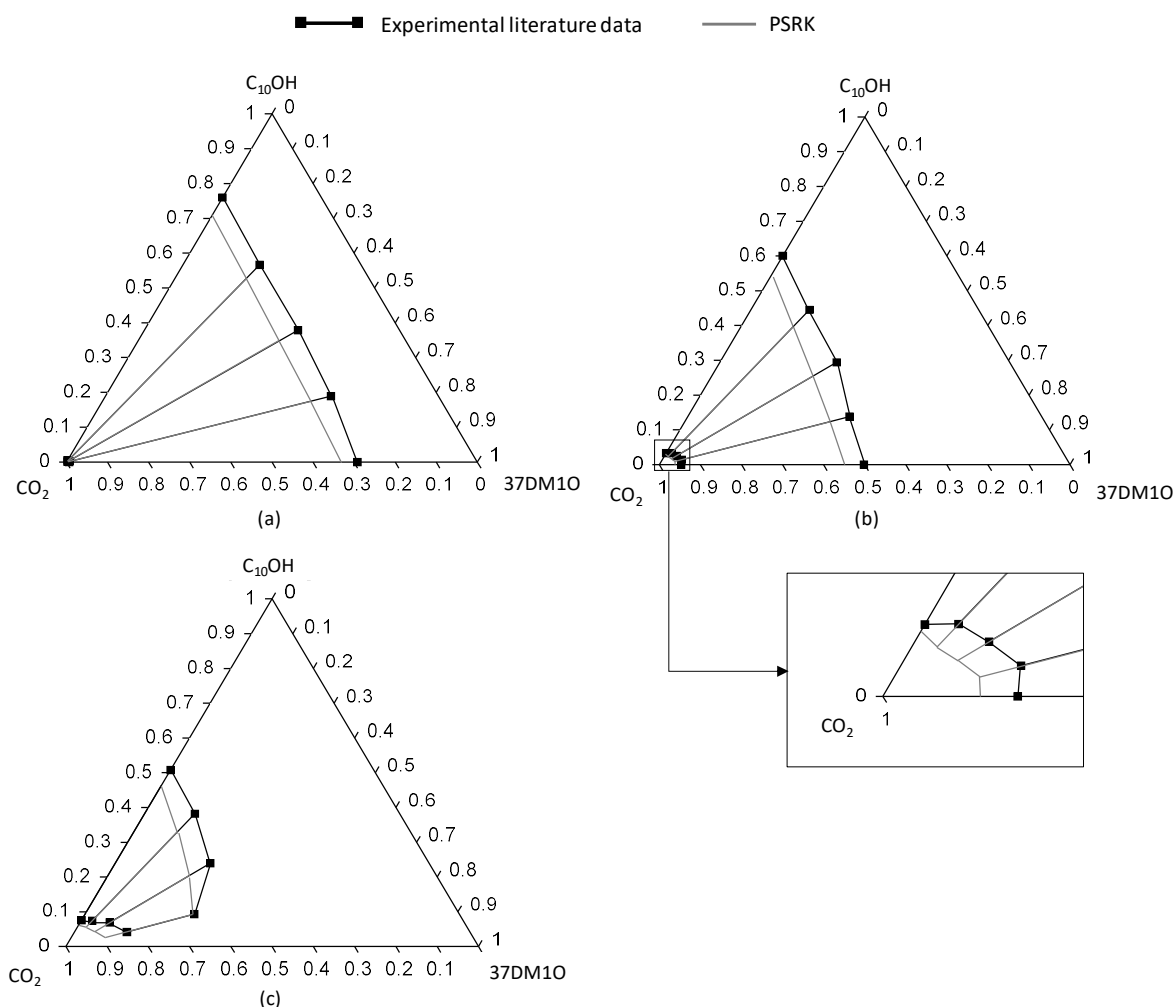 Experimental literature data
PSRK
C₁₀OH
1 0
0.9 0.1
0.8 0.2
0.7 0.3
0.6 0.4
0.5 0.5
0.4 0.6
0.3 0.7
0.2 0.8
0.1 0.9
0 1
CO₂ 1 0.9 0.8 0.7 0.6 0.5 0.4 0.3 0.2 0.1 0 37DM1O
(a)
C₁₀OH
1 0
0.9 0.1
0.8 0.2
0.7 0.3
0.6 0.4
0.5 0.5
0.4 0.6
0.3 0.7
0.2 0.8
0.1 0.9
0 1
CO₂ 1 0.9 0.8 0.7 0.6 0.5 0.4 0.3 0.2 0.1 0 37DM1O
(b)
0
1
CO₂
C₁₀OH
1 0
0.9 0.1
0.8 0.2
0.7 0.3
0.6 0.4
0.5 0.5
0.4 0.6
0.3 0.7
0.2 0.8
0.1 0.9
0 1
CO₂ 1 0.9 0.8 0.7 0.6 0.5 0.4 0.3 0.2 0.1 37DM1O
(c)